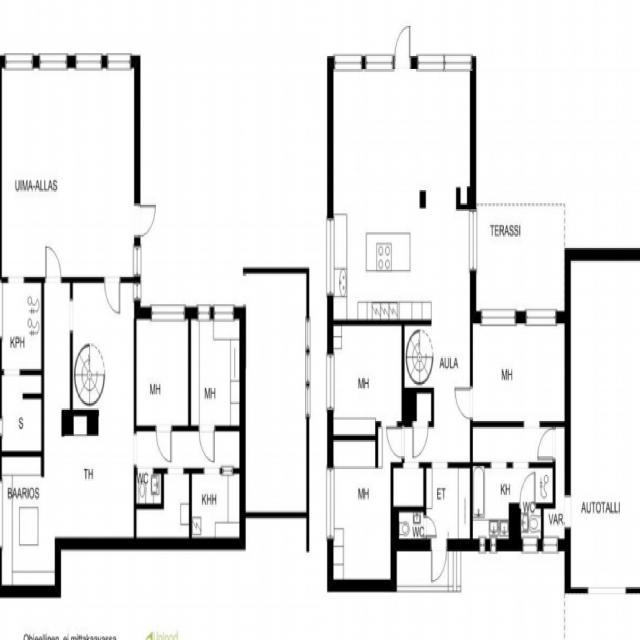 UIMA-ALLAS
KPH
S
BAARIOS
TH
MH
MH
WC
KHH
TERASSI
AULA
MH
MH
MH
ET
KH
WC
WC
VAR.
AUTOTALLI
Ohjeellinen, ei mittakaavassa